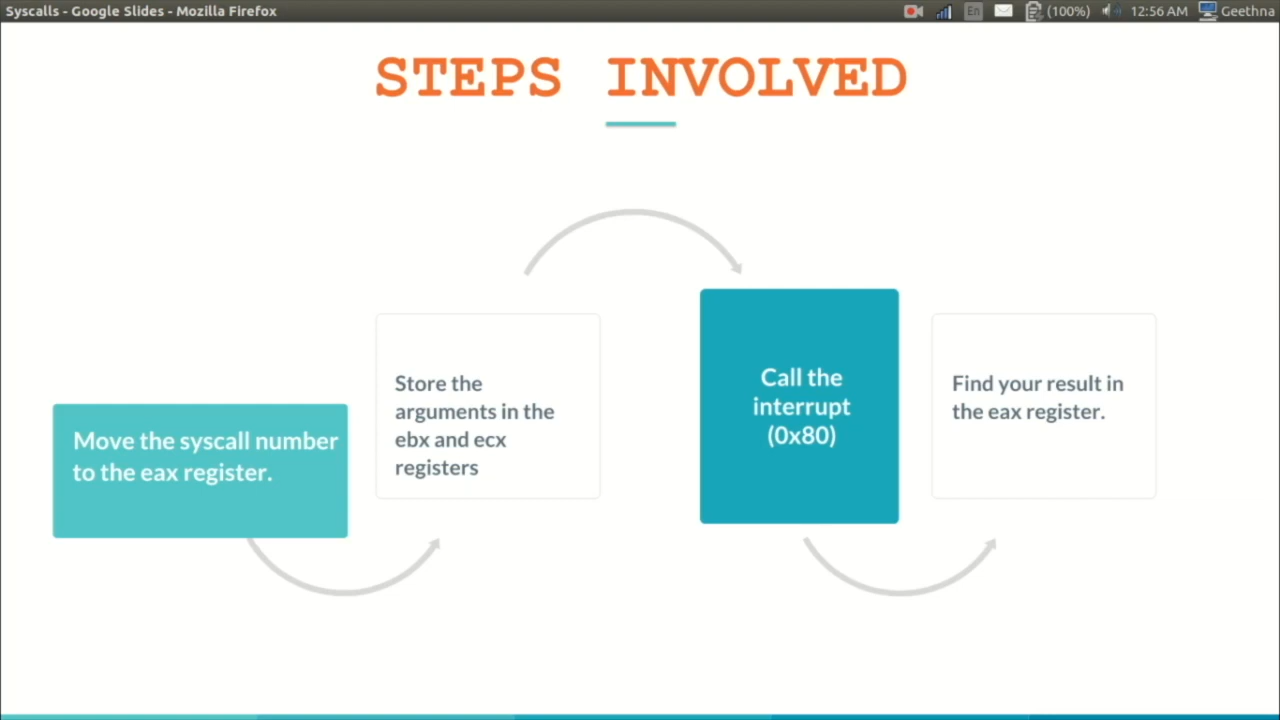 Syscalls - Google Slides - Mozilla Firefox
En
(100%)
12:56 AM
Geethna
STEPS INVOLVED
Move the syscall number
to the eax register.
Store the
arguments in the
ebx and ecx
registers
Call the
interrupt
(0x80)
Find your result in
the eax register.